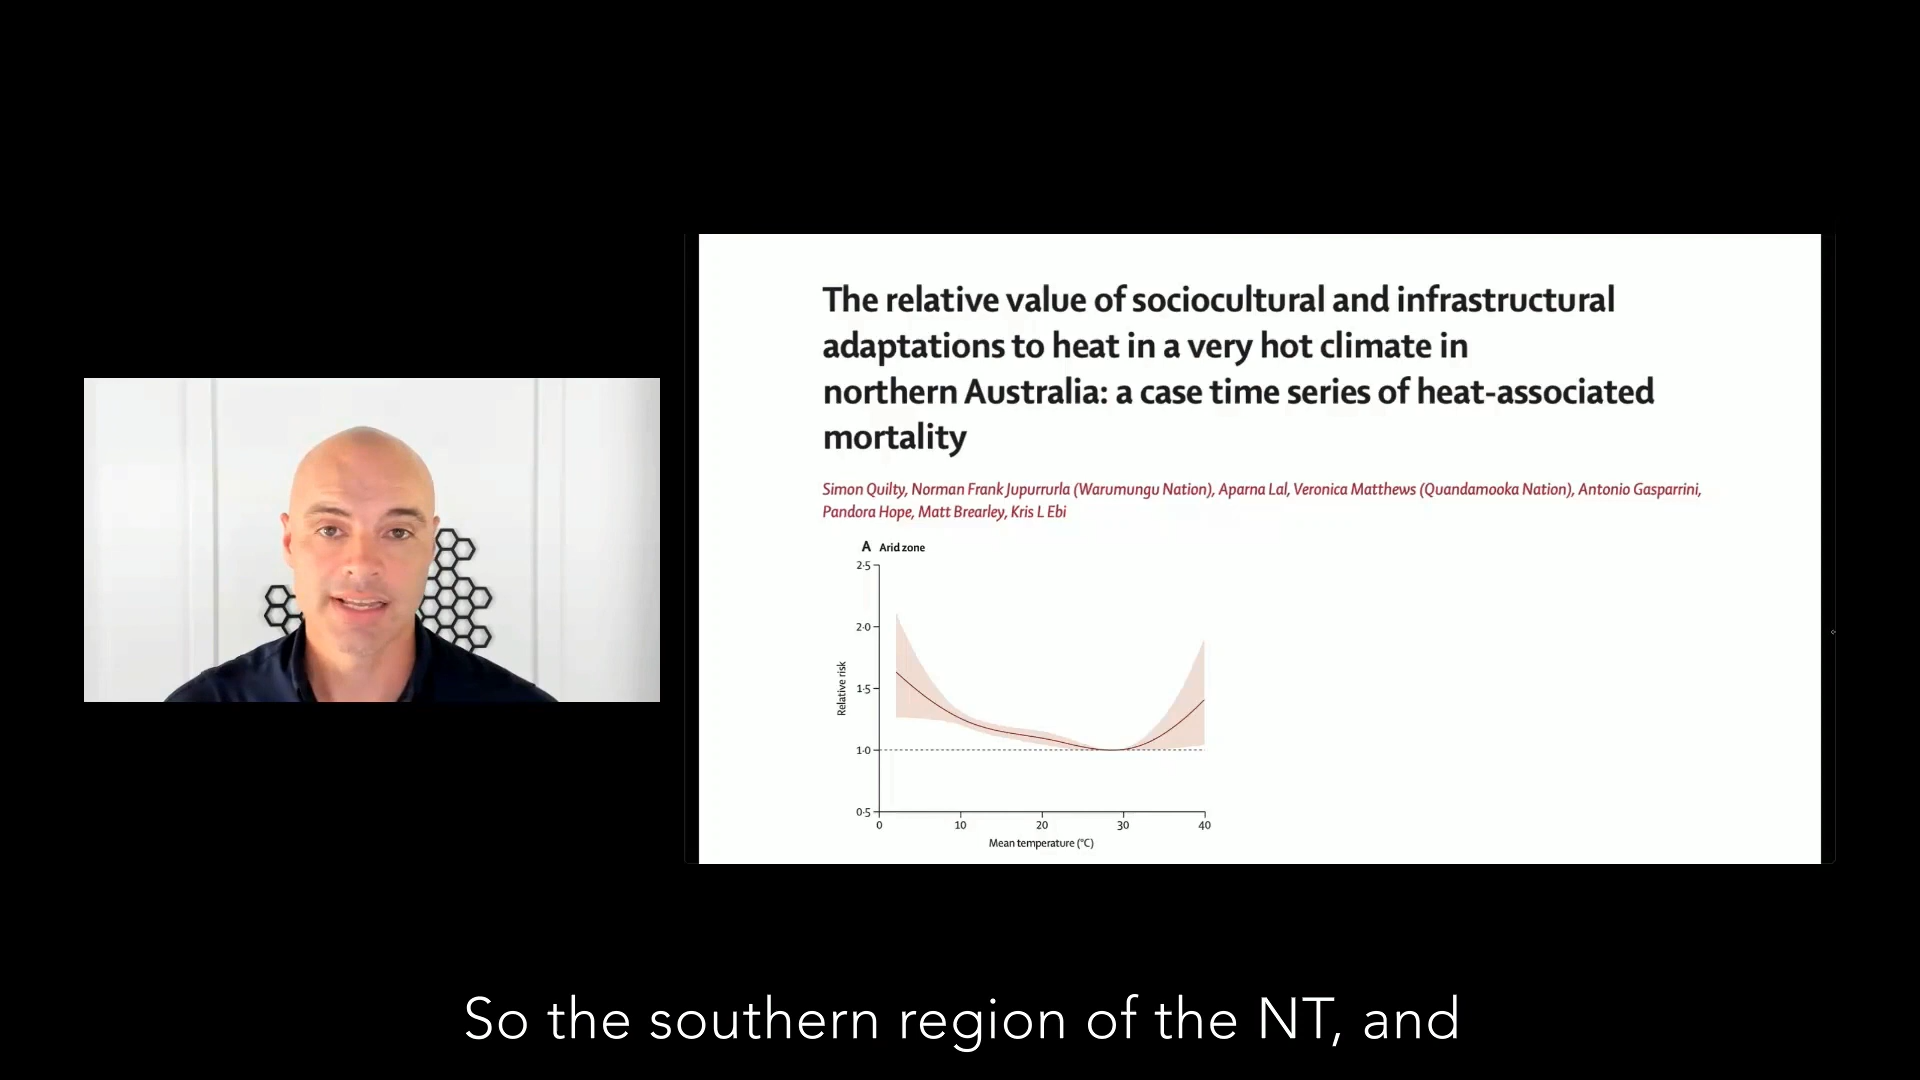 The relative value of sociocultural and infrastructural
adaptations to heat in a very hot climate in
northern Australia: a case time series of heat-associated
mortality
Simon Quilty, Norman Frank Jupurrurla (Warumungu Nation), Aparna Lal, Veronica Matthews (Quandamooka Nation), Antonio Gasparrini,
Pandora Hope, Matt Brearley, Kris L Ebi
A Arid zone
2·5
2·0
1·5
1·0
0·5
Relative risk
0 10 20 30 40
Mean temperature (°C)
So the southern region of the NT, and